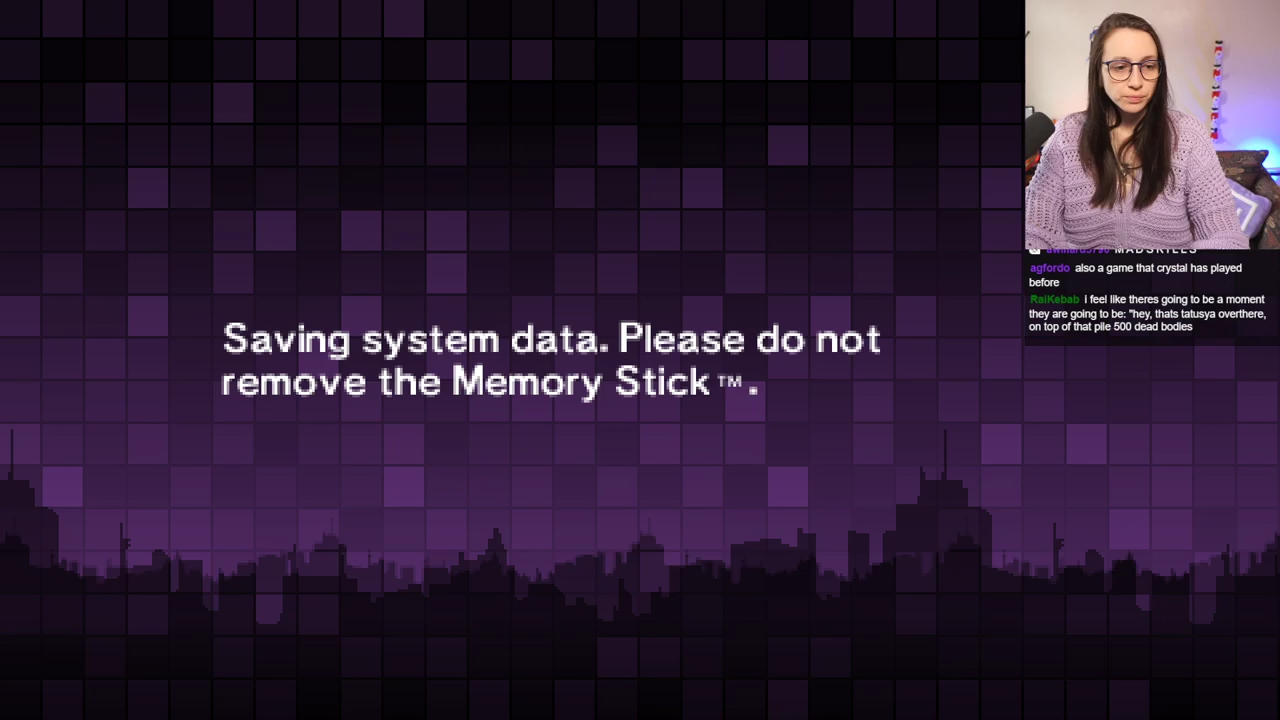 Saving system data. Please do not
remove the Memory Stick™.
MADSKILLS
agfordo also a game that crystal has played
before
RaiKebab i feel like theres going to be a moment
they are going to be: "hey, thats tatusya overthere,
on top of that pile 500 dead bodies